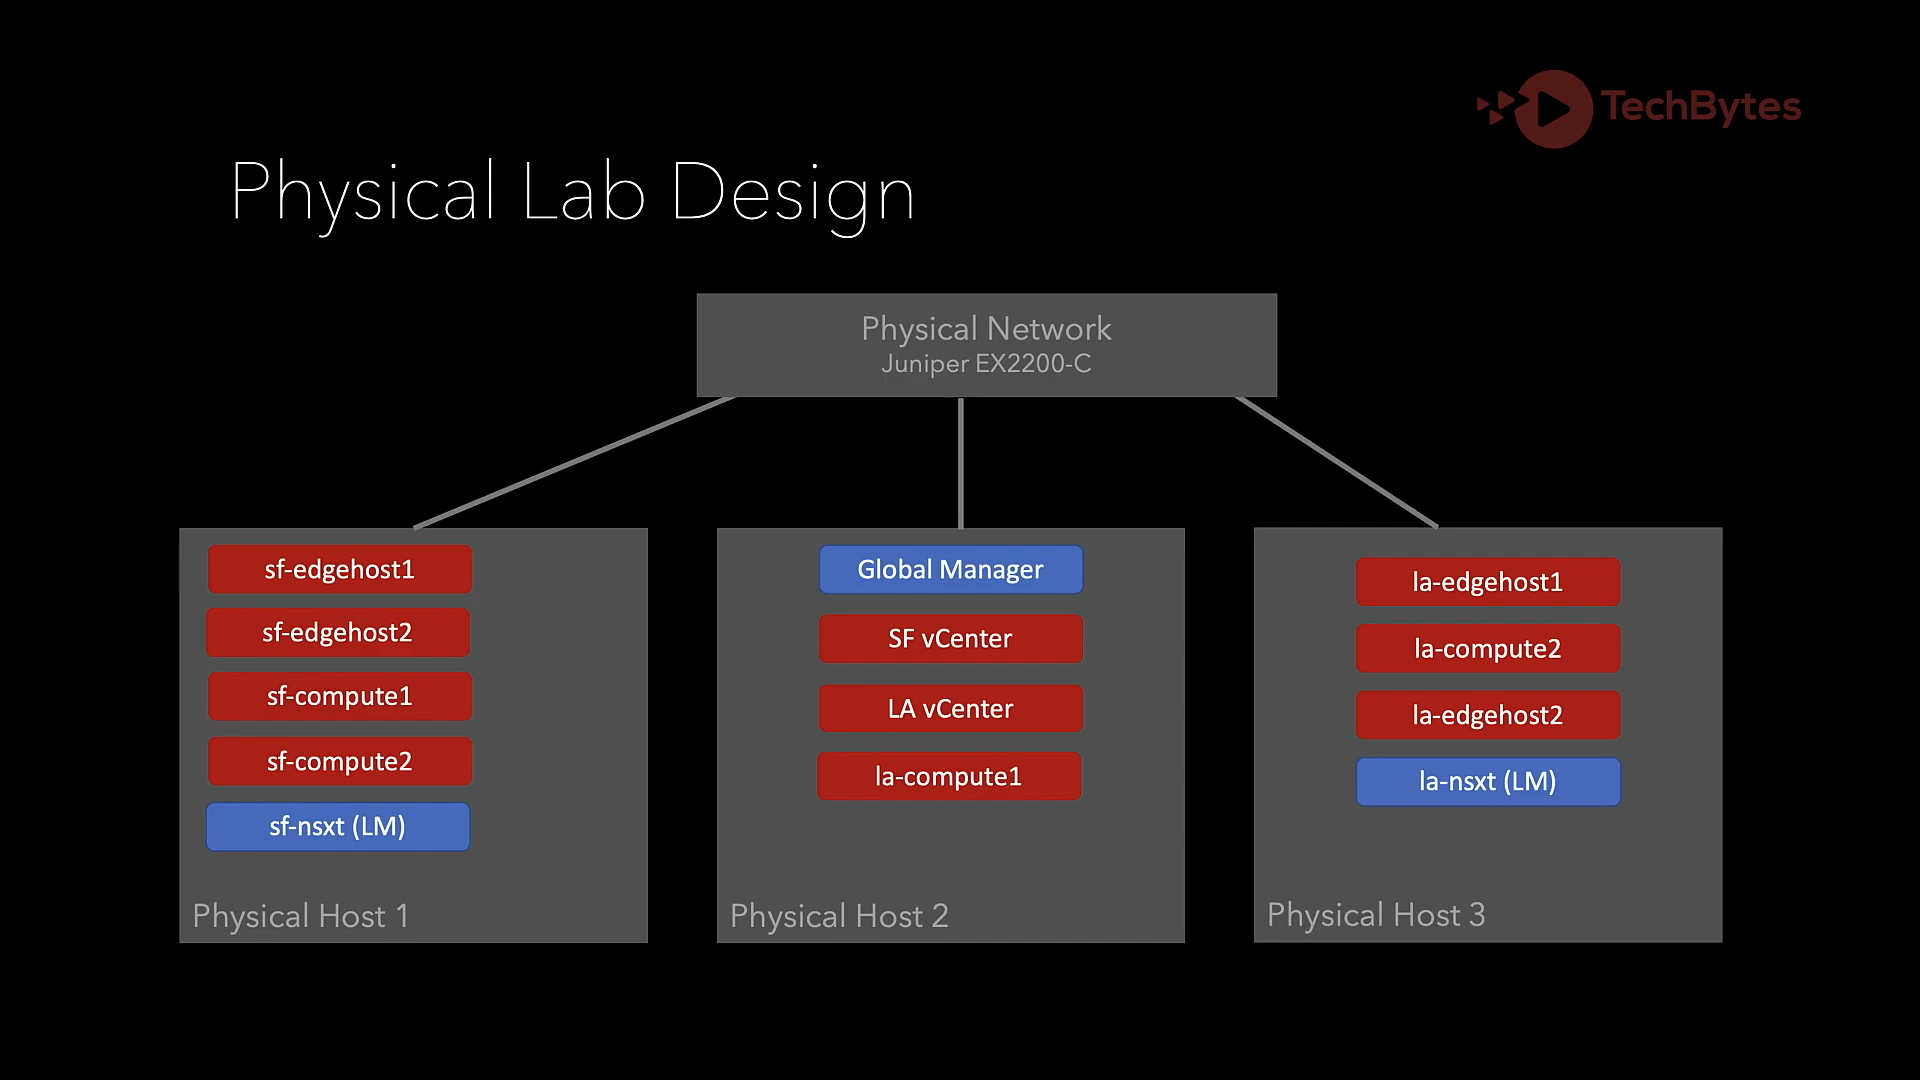 TechBytes
Physical Lab Design
Physical Network
Juniper EX2200-C
sf-edgehost1
sf-edgehost2
sf-compute1
sf-compute2
sf-nsxt (LM)
Physical Host 1
Global Manager
SF vCenter
LA vCenter
la-compute1
Physical Host 2
la-edgehost1
la-compute2
la-edgehost2
la-nsxt (LM)
Physical Host 3